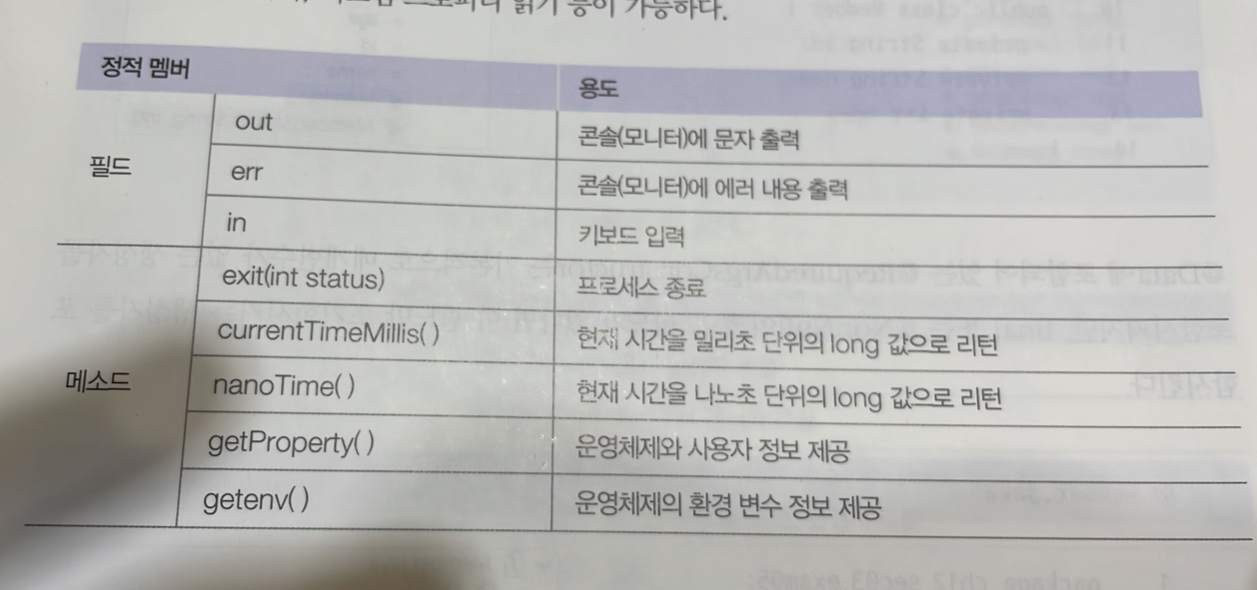 읽기 등이 가능하다.
정적 멤버 용도
필드
out 콘솔(모니터)에 문자 출력
err 콘솔(모니터)에 에러 내용 출력
in 키보드 입력
메소드
exit(int status) 프로세스 종료
currentTimeMillis( ) 현재 시간을 밀리초 단위의 long 값으로 리턴
nanoTime( ) 현재 시간을 나노초 단위의 long 값으로 리턴
getProperty( ) 운영체제와 사용자 정보 제공
getenv( ) 운영체제의 환경 변수 정보 제공